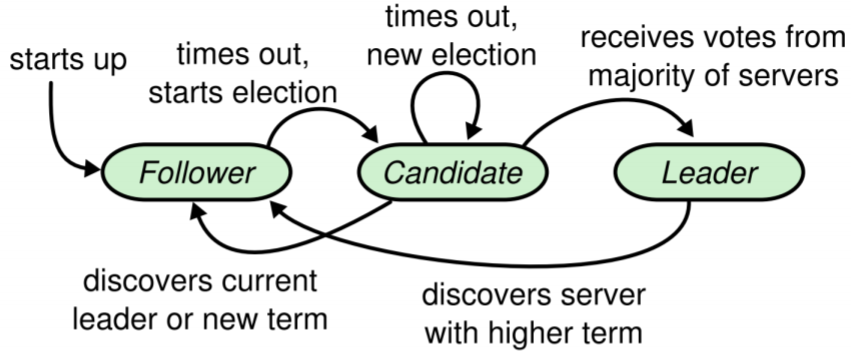 starts up
times out,
starts election
times out,
new election
receives votes from
majority of servers
Follower
Candidate
Leader
discovers current
leader or new term
discovers server
with higher term